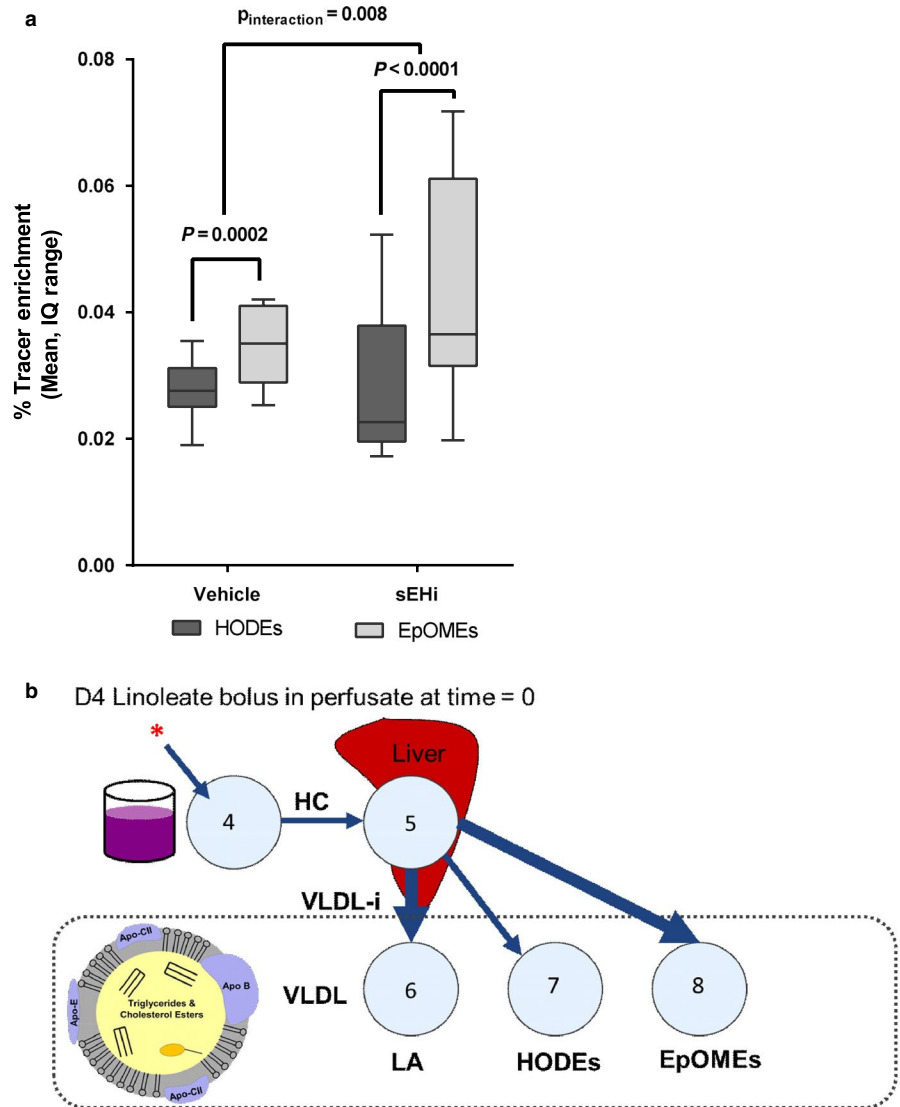 a
pinteraction = 0.008
P < 0.0001
P = 0.0002
% Tracer enrichment
(Mean, IQ range)
0.08
0.06
0.04
0.02
0.00
Vehicle
sEHi
HODEs
EpOMEs
b
D4 Linoleate bolus in perfusate at time = 0
*
Liver
4
HC
5
VLDL-i
Apo-CII
Apo B
Apo-E
Triglycerides &
Cholesterol Esters
Apo-CII
VLDL
6
7
8
LA
HODEs
EpOMEs